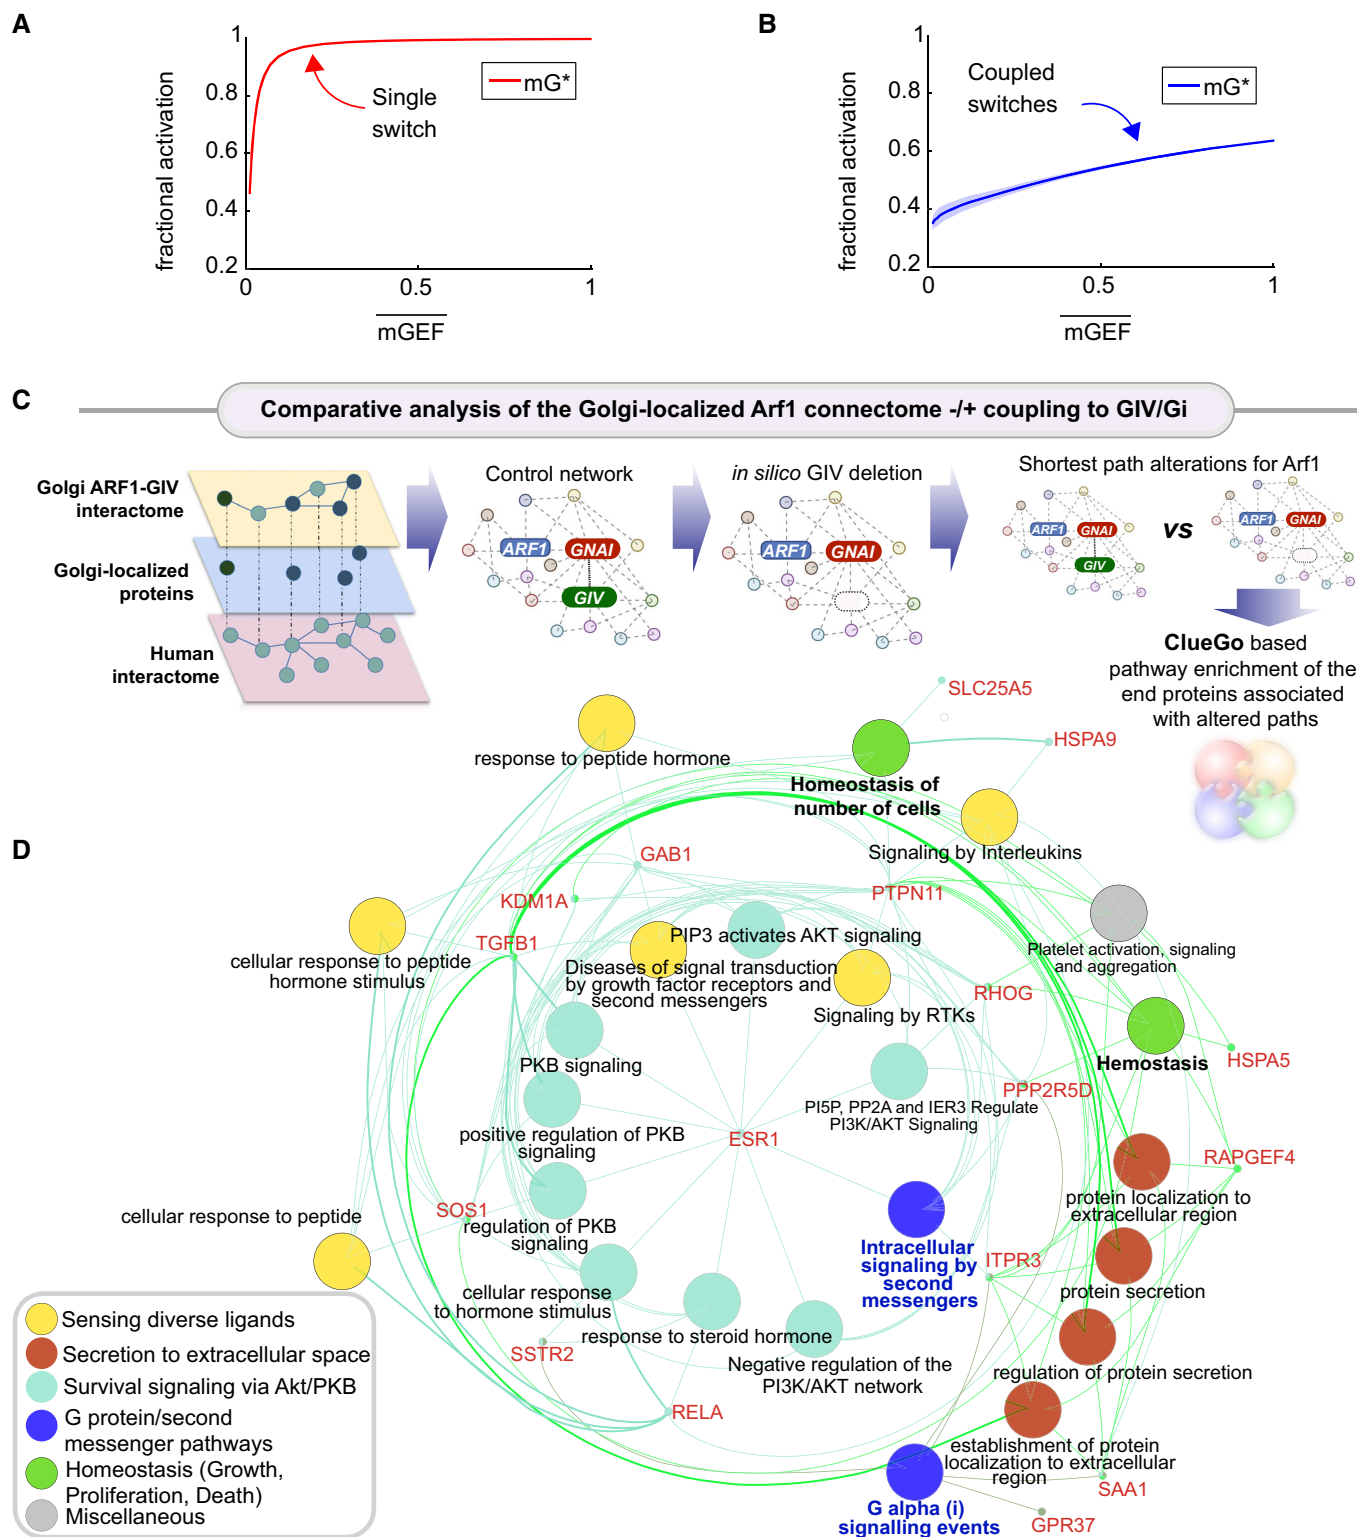 A
1
0.8
0.6
0.4
0.2
0
0.5
1
fractional activation
mGEF
mG*
Single
switch
B
1
0.8
0.6
0.4
0.2
0
0.5
1
fractional activation
mGEF
mG*
Coupled
switches
C
Comparative analysis of the Golgi-localized Arf1 connectome -/+ coupling to GIV/Gi
Golgi ARF1-GIV
interactome
Golgi-localized
proteins
Human
interactome
Control network
ARF1
GNAI
GIV
in silico GIV deletion
ARF1
GNAI
Shortest path alterations for Arf1
ARF1
GNAI
GIV
vs
ARF1
GNAI
ClueGo based
pathway enrichment of the
end proteins associated
with altered paths
D
SLC25A5
HSPA9
response to peptide hormone
Homeostasis of
number of cells
Signaling by Interleukins
GAB1
KDM1A
PTPN11
TGFB1
PIP3 activates AKT signaling
Platelet activation, signaling
and aggregation
cellular response to peptide
hormone stimulus
Diseases of signal transduction
by growth factor receptors and
second messengers
Signaling by RTKs
RHOG
PKB signaling
Hemostasis
HSPA5
PPP2R5D
PI5P, PP2A and IER3 Regulate
PI3K/AKT Signaling
positive regulation of PKB
signaling
ESR1
RAPGEF4
protein localization to
extracellular region
cellular response to peptide
SOS1
regulation of PKB
signaling
Intracellular
signaling by
second
messengers
ITPR3
protein secretion
cellular response
to hormone stimulus
response to steroid hormone
SSTR2
Negative regulation of the
PI3K/AKT network
regulation of protein secretion
RELA
establishment of protein
localization to extracellular
region
SAA1
G alpha (i)
signalling events
GPR37
Sensing diverse ligands
Secretion to extracellular space
Survival signaling via Akt/PKB
G protein/second
messenger pathways
Homeostasis (Growth,
Proliferation, Death)
Miscellaneous